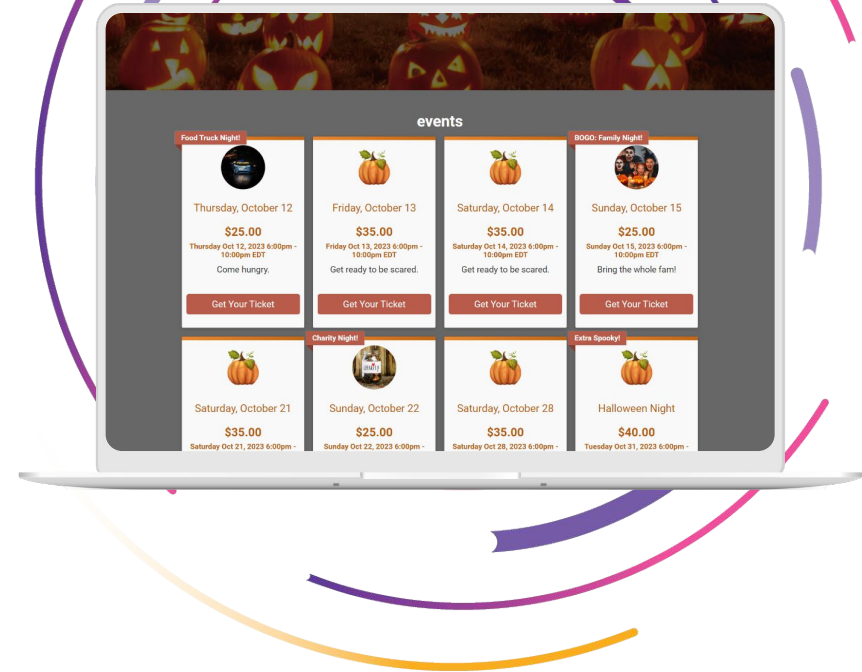 events
Food Truck Night!
Thursday, October 12
$25.00
Thursday Oct 12, 2023 6:00pm -
10:00pm EDT
Come hungry.
Get Your Ticket
Friday, October 13
$35.00
Friday Oct 13, 2023 6:00pm -
10:00pm EDT
Get ready to be scared.
Get Your Ticket
Saturday, October 14
$35.00
Saturday Oct 14, 2023 6:00pm -
10:00pm EDT
Get ready to be scared.
Get Your Ticket
BOGO: Family Night!
Sunday, October 15
$25.00
Sunday Oct 15, 2023 6:00pm -
10:00pm EDT
Bring the whole fam!
Get Your Ticket
Saturday, October 21
$35.00
Saturday Oct 21, 2023 6:00pm -
Charity Night!
Sunday, October 22
$25.00
Sunday Oct 22, 2023 6:00pm -
Saturday, October 28
$35.00
Saturday Oct 28, 2023 6:00pm -
Extra Spooky!
Halloween Night
$40.00
Tuesday Oct 31, 2023 6:00pm -